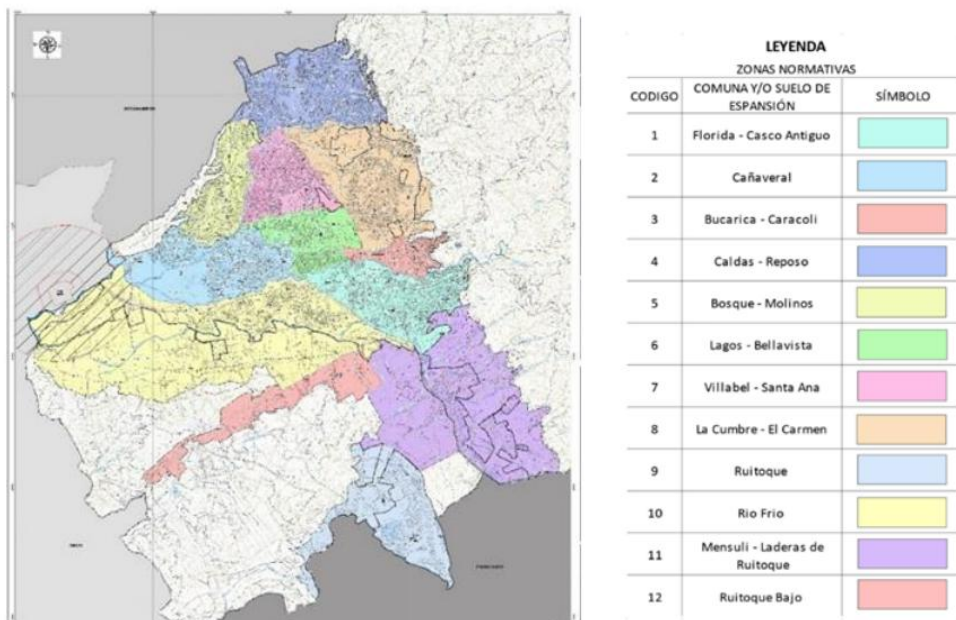 LEYENDA
ZONAS NORMATIVAS
CODIGO
COMUNA Y/O SUELO DE
ESPANSIÓN
SÍMBOLO
1 Florida - Casco Antiguo
2 Cañaveral
3 Bucarica - Caracoli
4 Caldas - Reposo
5 Bosque - Molinos
6 Lagos - Bellavista
7 Villabel - Santa Ana
8 La Cumbre - El Carmen
9 Ruitoque
10 Rio Frio
11 Mensuli - Laderas de
Ruitoque
12 Ruitoque Bajo